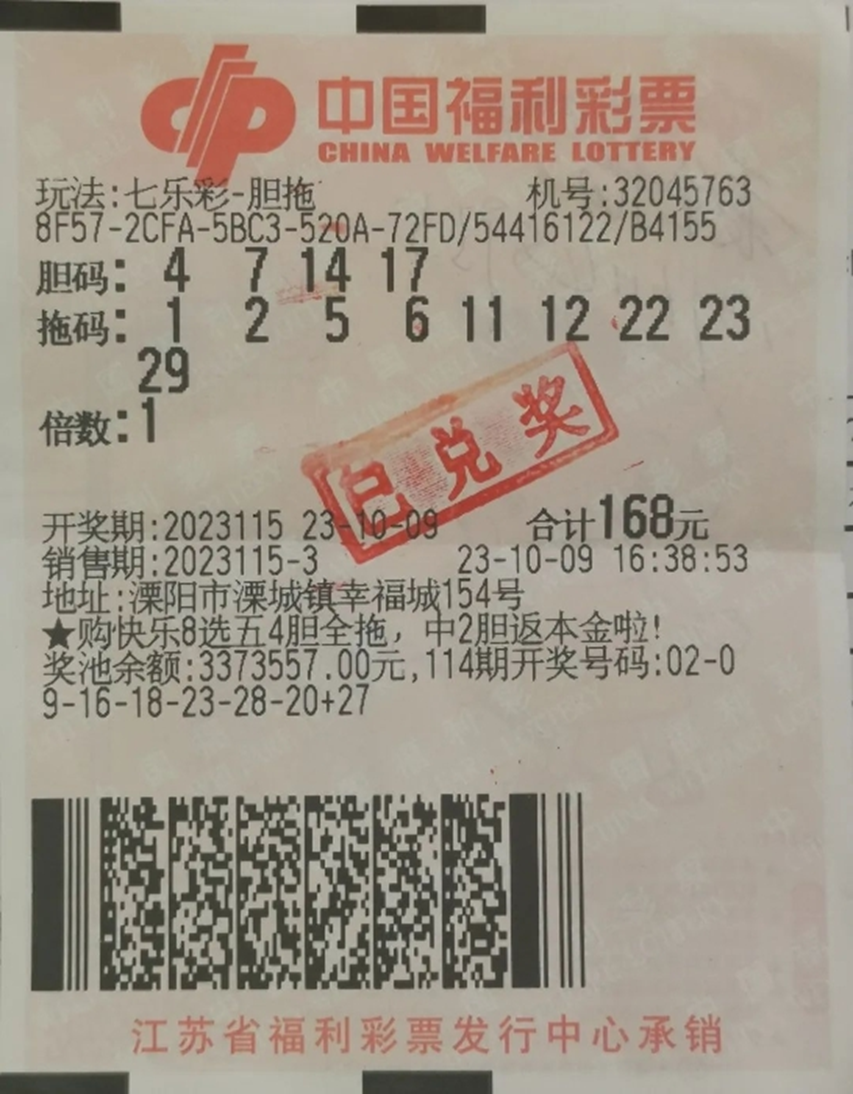 中国福利彩票
CHINA WELFARE LOTTERY
玩法:七乐彩-胆拖 机号:32045763
8F57-2CFA-5BC3-520A-72FD/54416122/B4155
胆码: 4 7 14 17
拖码: 1 2 5 6 11 12 22 23
29
倍数:1
已兑奖
开奖期:2023115 23-10-09 合计168元
销售期:2023115-3 23-10-09 16:38:53
地址:溧阳市溧城镇幸福城154号
★购快乐8选五4胆全拖，中2胆返本金啦!
奖池余额:3373557.00元,114期开奖号码:02-0
9-16-18-23-28-20+27
江苏省福利彩票发行中心承销